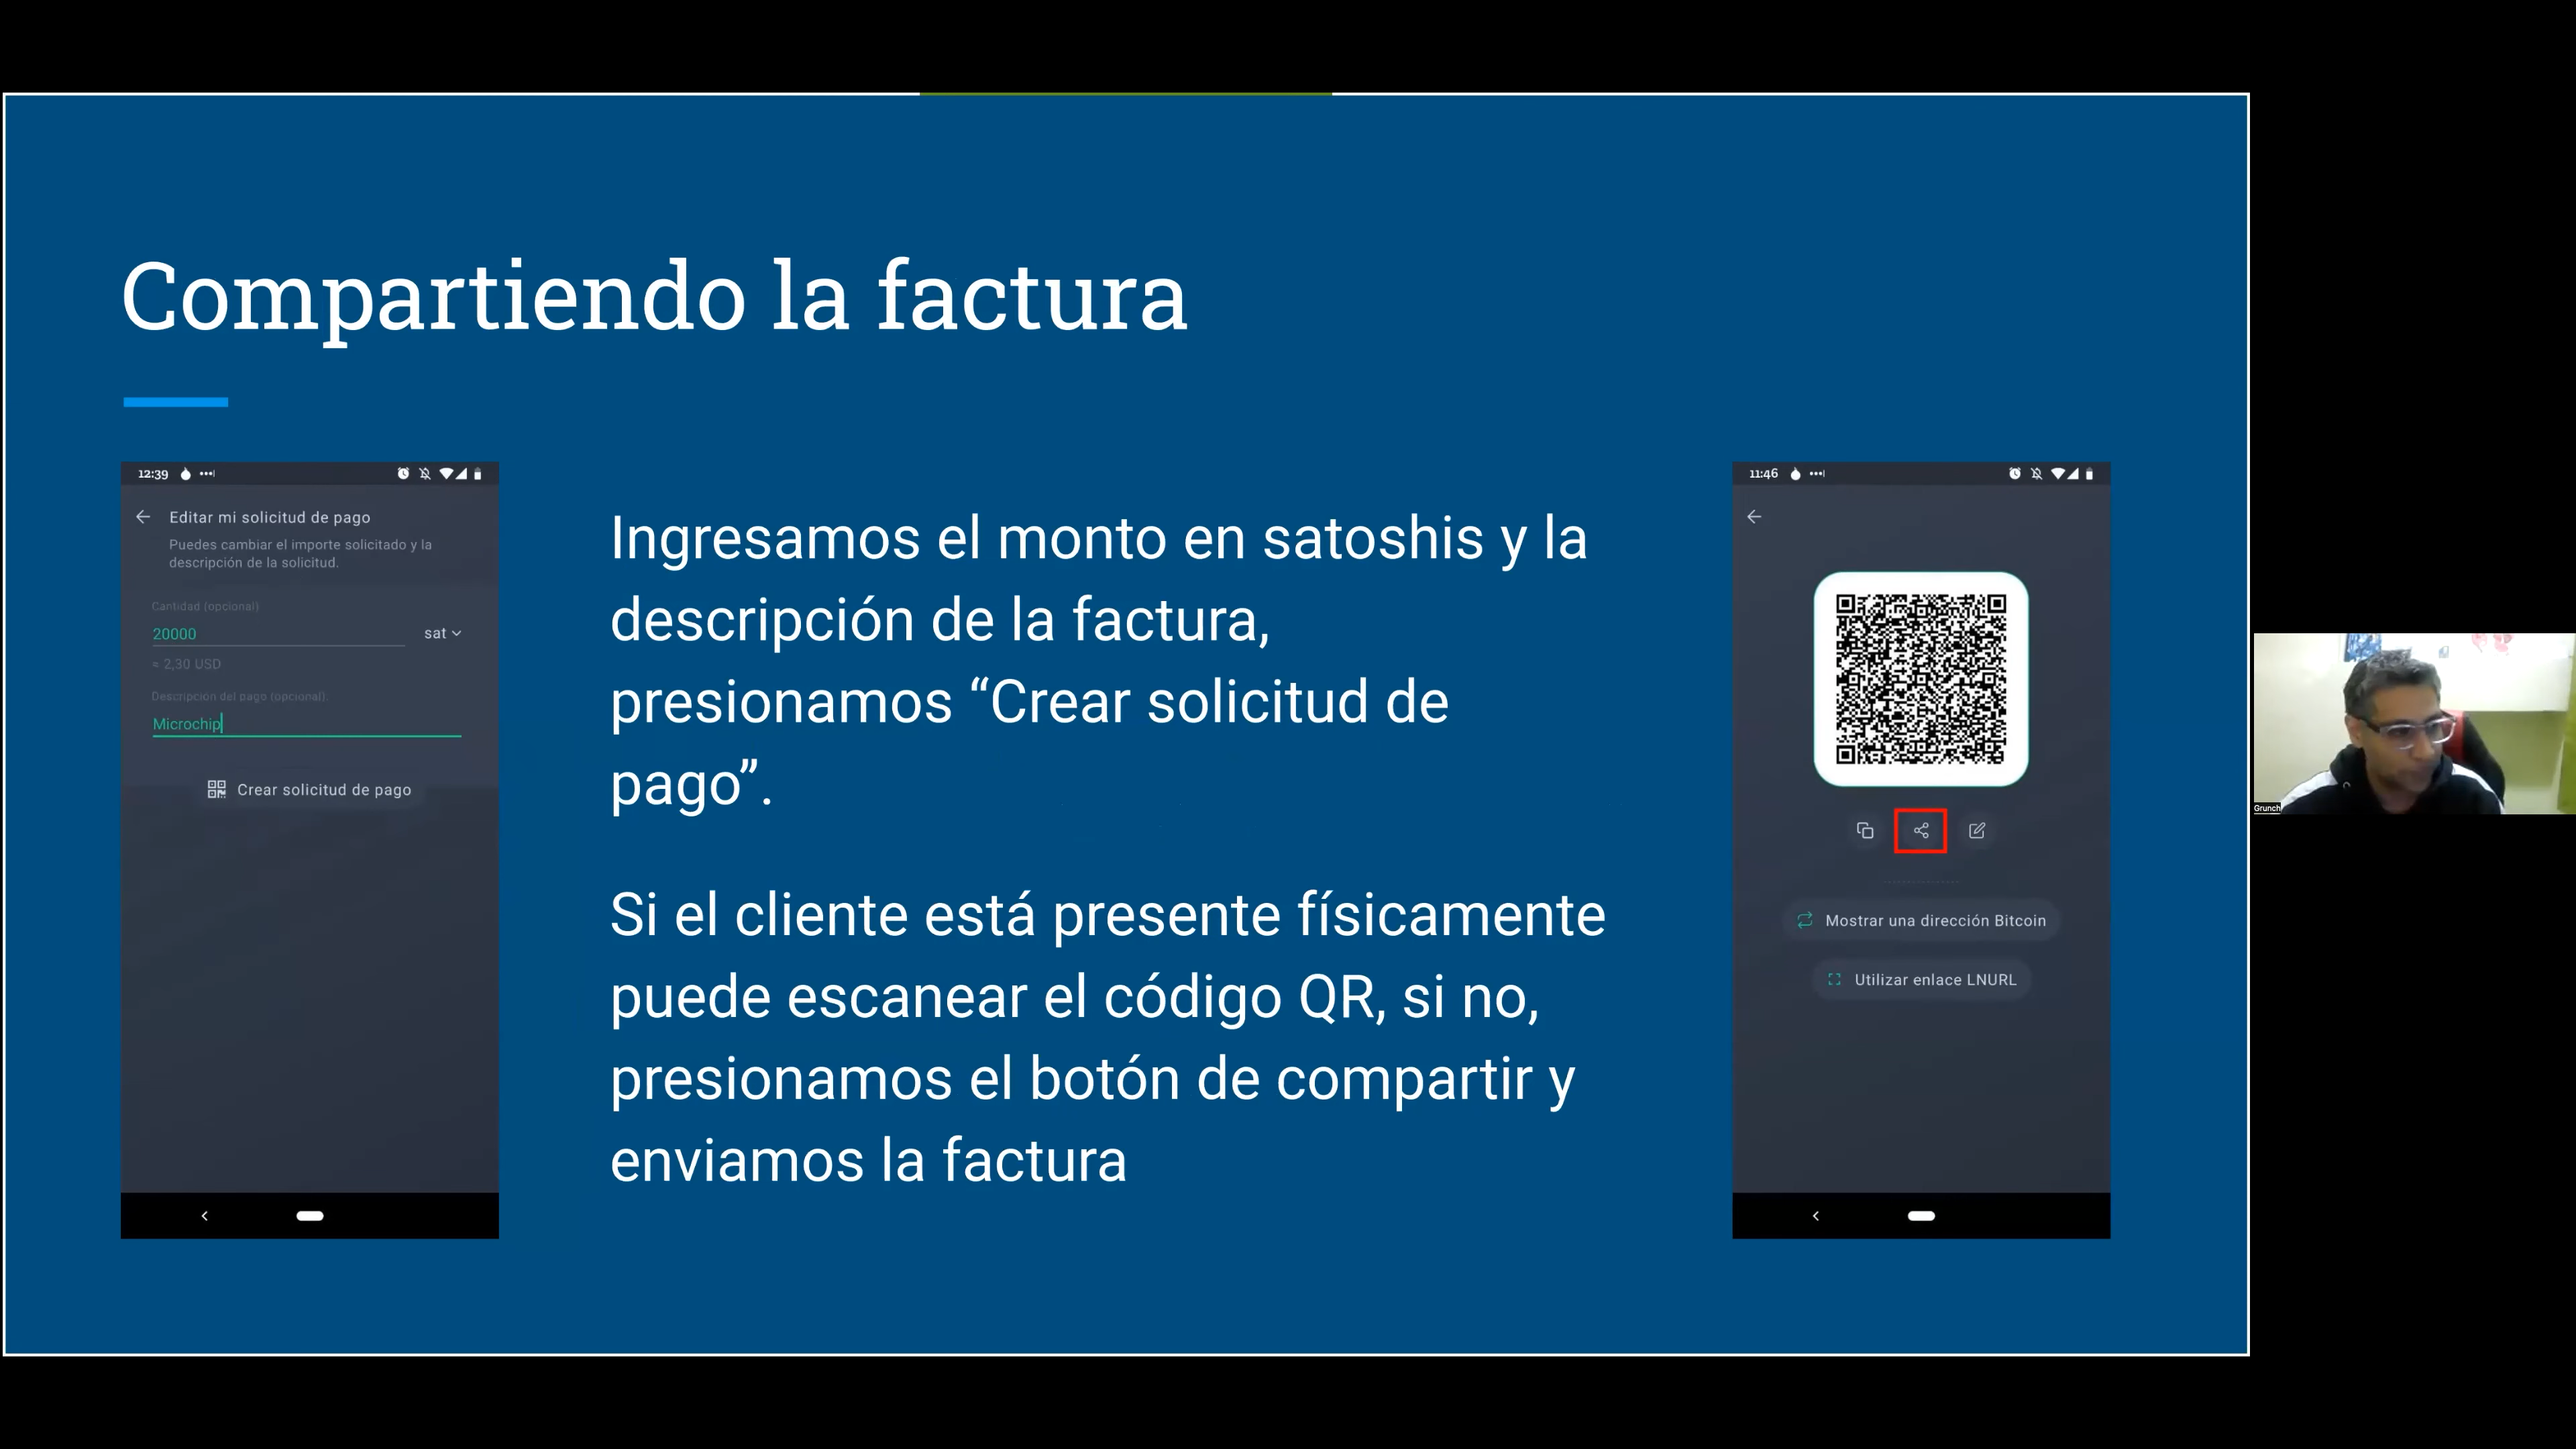 Compartiendo la factura
12:39
Editar mi solicitud de pago
Puedes cambiar el importe solicitado y la
descripción de la solicitud.
Cantidad (opcional)
20000
sat
≈ 2,30 USD
Descripción del pago (opcional)
Microchip
Crear solicitud de pago
Ingresamos el monto en satoshis y la
descripción de la factura,
presionamos “Crear solicitud de
pago”.
Si el cliente está presente físicamente
puede escanear el código QR, si no,
presionamos el botón de compartir y
enviamos la factura
11:46
Mostrar una dirección Bitcoin
Utilizar enlace LNURL
Grunch